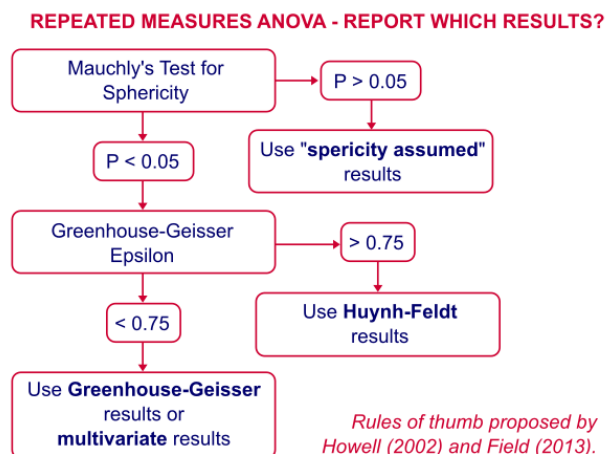 REPEATED MEASURES ANOVA - REPORT WHICH RESULTS?
Mauchly's Test for
Sphericity
P > 0.05
Use "spericity assumed"
results
P < 0.05
Greenhouse-Geisser
Epsilon
> 0.75
Use Huynh-Feldt
results
< 0.75
Use Greenhouse-Geisser
results or
multivariate results
Rules of thumb proposed by
Howell (2002) and Field (2013).